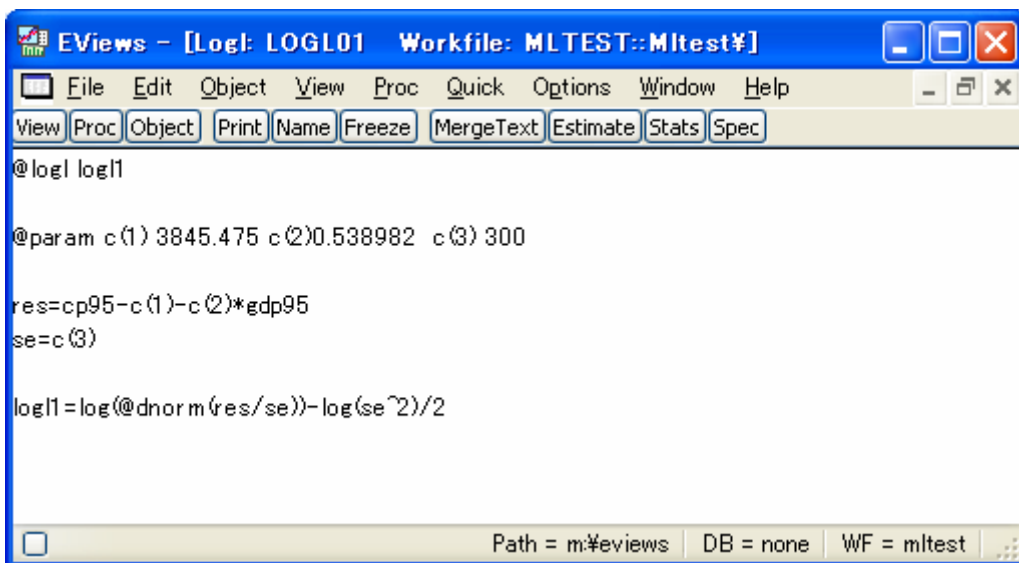 EViews - [Logl: LOGL01 Workfile: MLTEST::Mltest¥]
File Edit Object View Proc Quick Options Window Help
View Proc Object Print Name Freeze MergeText Estimate Stats Spec
@logl logl1
@param c(1) 3845.475 c(2)0.538982 c(3) 300
res=cp95-c(1)-c(2)*gdp95
se=c(3)
logl1=log(@dnorm(res/se))-log(se^2)/2
Path = m:¥eviews DB = none WF = mltest